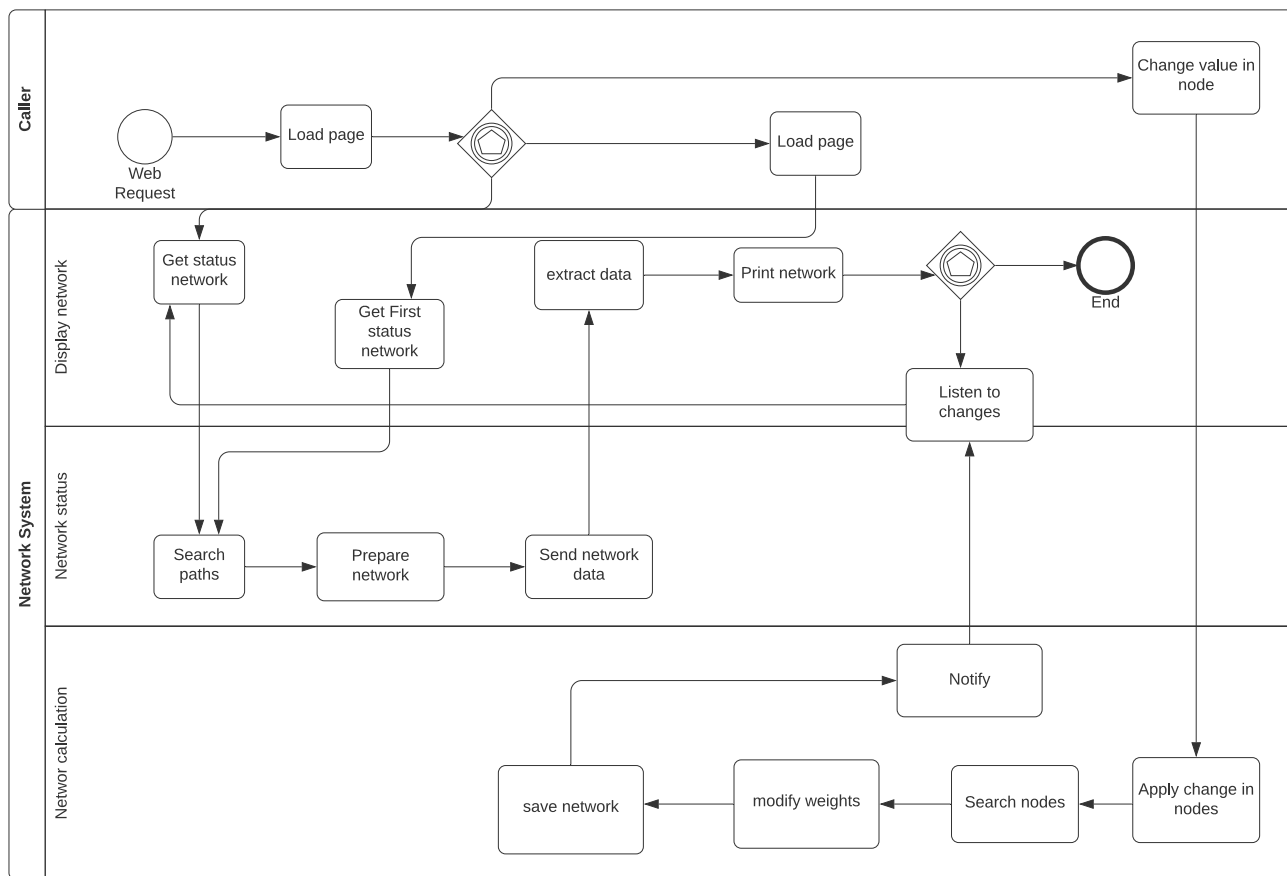 Caller
Web
Request
Load page
Load page
Change value in
node
Network System
Display network
Get status
network
Get First
status
network
extract data
Print network
End
Listen to
changes
Network status
Search
paths
Prepare
network
Send network
data
Networ calculation
Notify
save network
modify weights
Search nodes
Apply change in
nodes